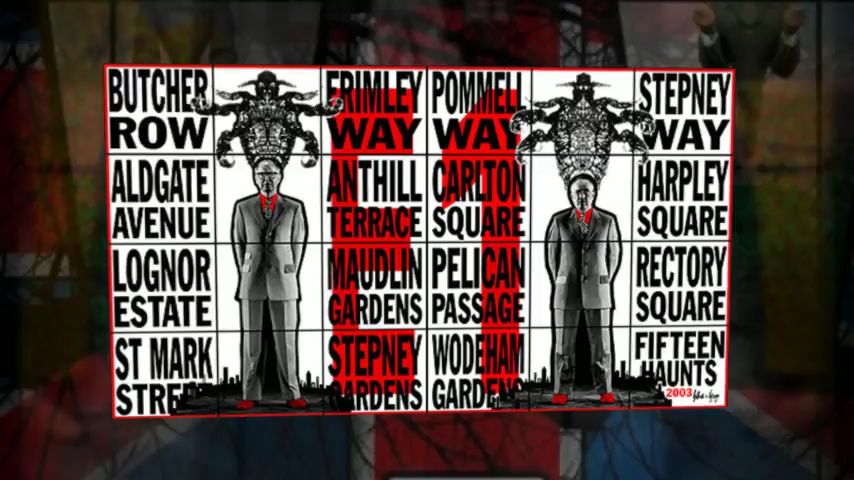 BUTCHER
ROW
FRIMLEY
WAY
POMMELL
WAY
STEPNEY
WAY
ALDGATE
AVENUE
ANTHILL
TERRACE
CARLTON
SQUARE
HARPLEY
SQUARE
LOGNOR
ESTATE
MAUDLIN
GARDENS
PELICAN
PASSAGE
RECTORY
SQUARE
ST MARK
STREET
STEPNEY
GARDENS
WODEHAM
GARDENS
FIFTEEN
HAUNTS
E1
2003